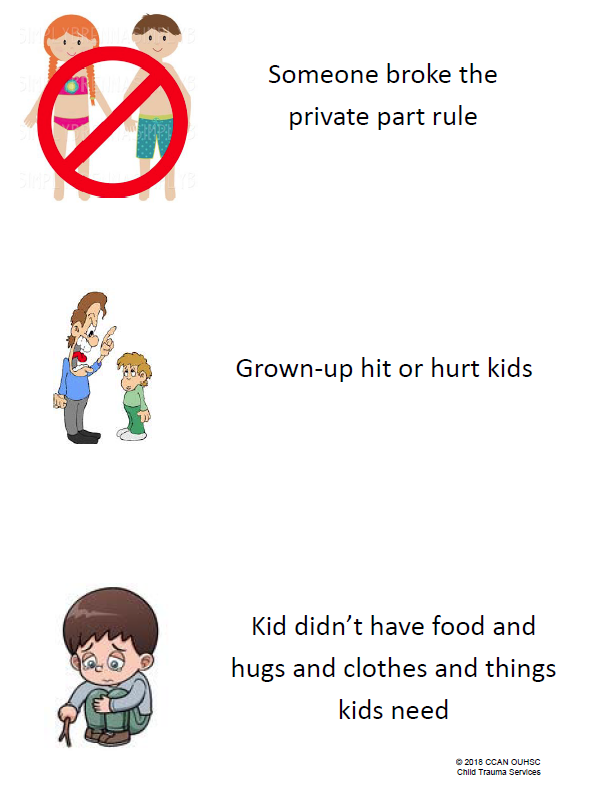 Someone broke the
private part rule
Grown-up hit or hurt kids
Kid didn't have food and
hugs and clothes and things
kids need
© 2018 CCAN OUHSC
Child Trauma Services